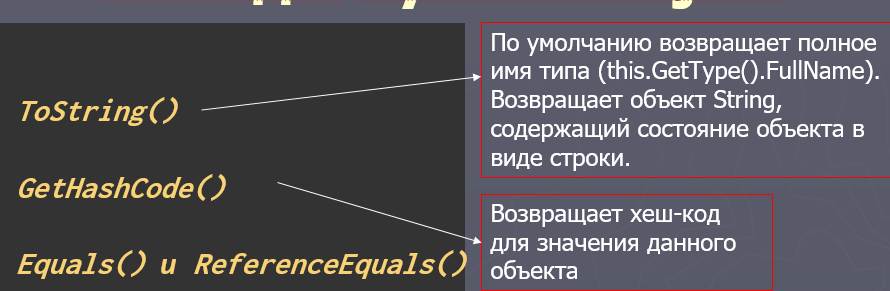 ToString()
По умолчанию возвращает полное
имя типа (this.GetType().FullName).
Возвращает объект String,
содержащий состояние объекта в
виде строки.
GetHashCode()
Возвращает хеш-код
для значения данного
объекта
Equals() и ReferenceEquals()